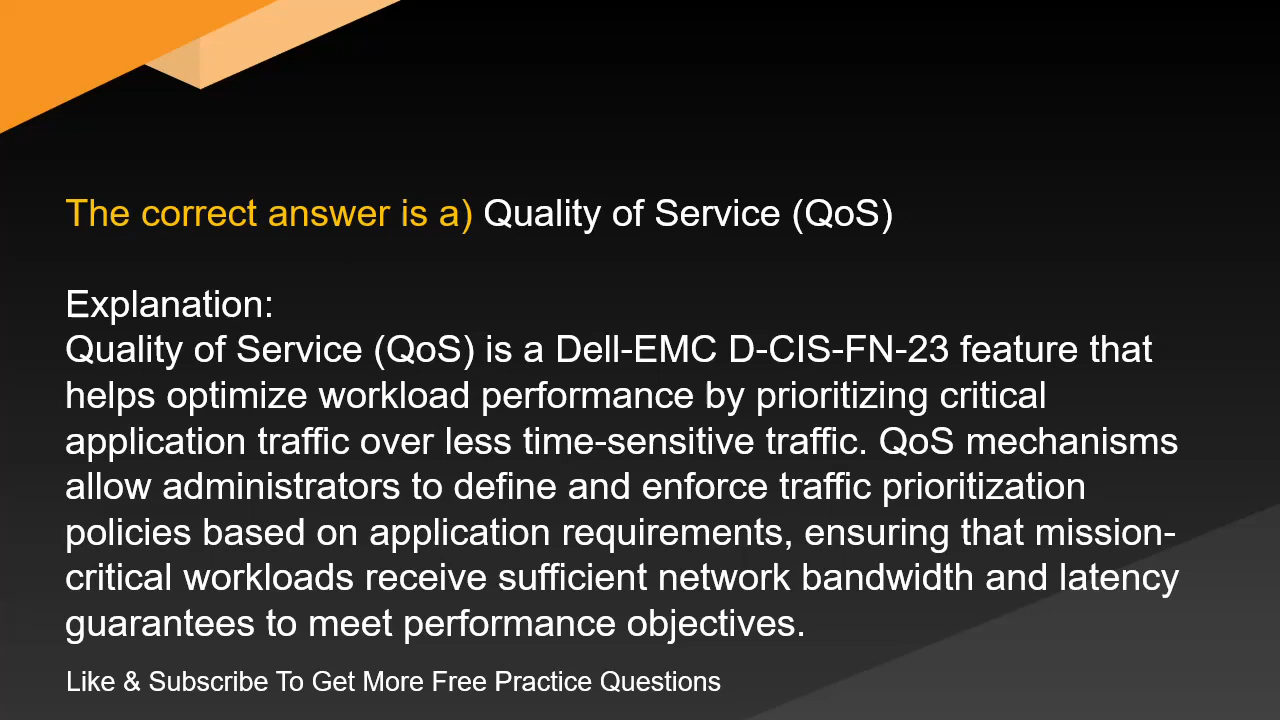 The correct answer is a) Quality of Service (QoS)
Explanation:
Quality of Service (QoS) is a Dell-EMC D-CIS-FN-23 feature that
helps optimize workload performance by prioritizing critical
application traffic over less time-sensitive traffic. QoS mechanisms
allow administrators to define and enforce traffic prioritization
policies based on application requirements, ensuring that mission-
critical workloads receive sufficient network bandwidth and latency
guarantees to meet performance objectives.
Like & Subscribe To Get More Free Practice Questions